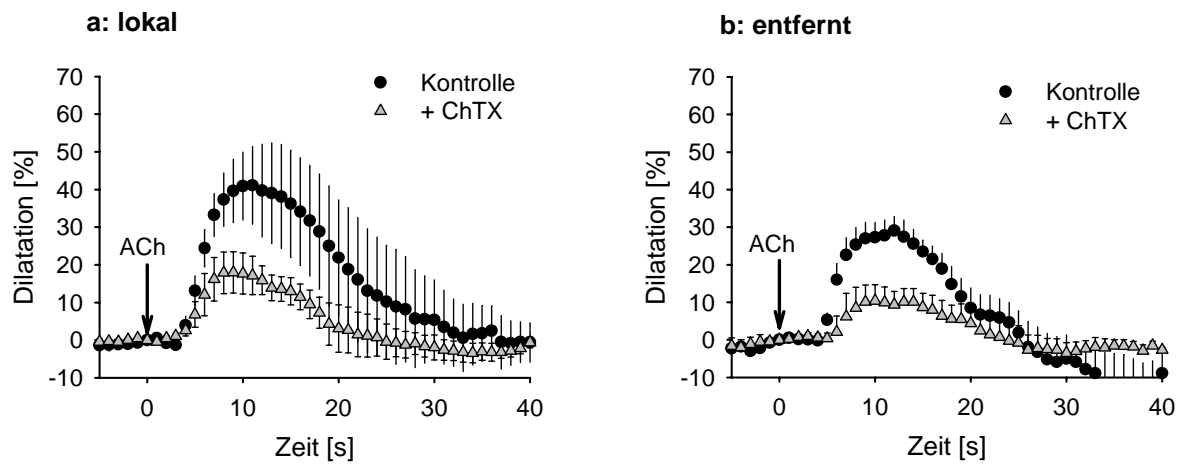 a: lokal
70
60
50
40
30
20
10
0
-10
Dilatation [%]
ACh
Kontrolle
+ ChTX
0 10 20 30 40
Zeit [s]
b: entfernt
70
60
50
40
30
20
10
0
-10
Dilatation [%]
ACh
Kontrolle
+ ChTX
0 10 20 30 40
Zeit [s]